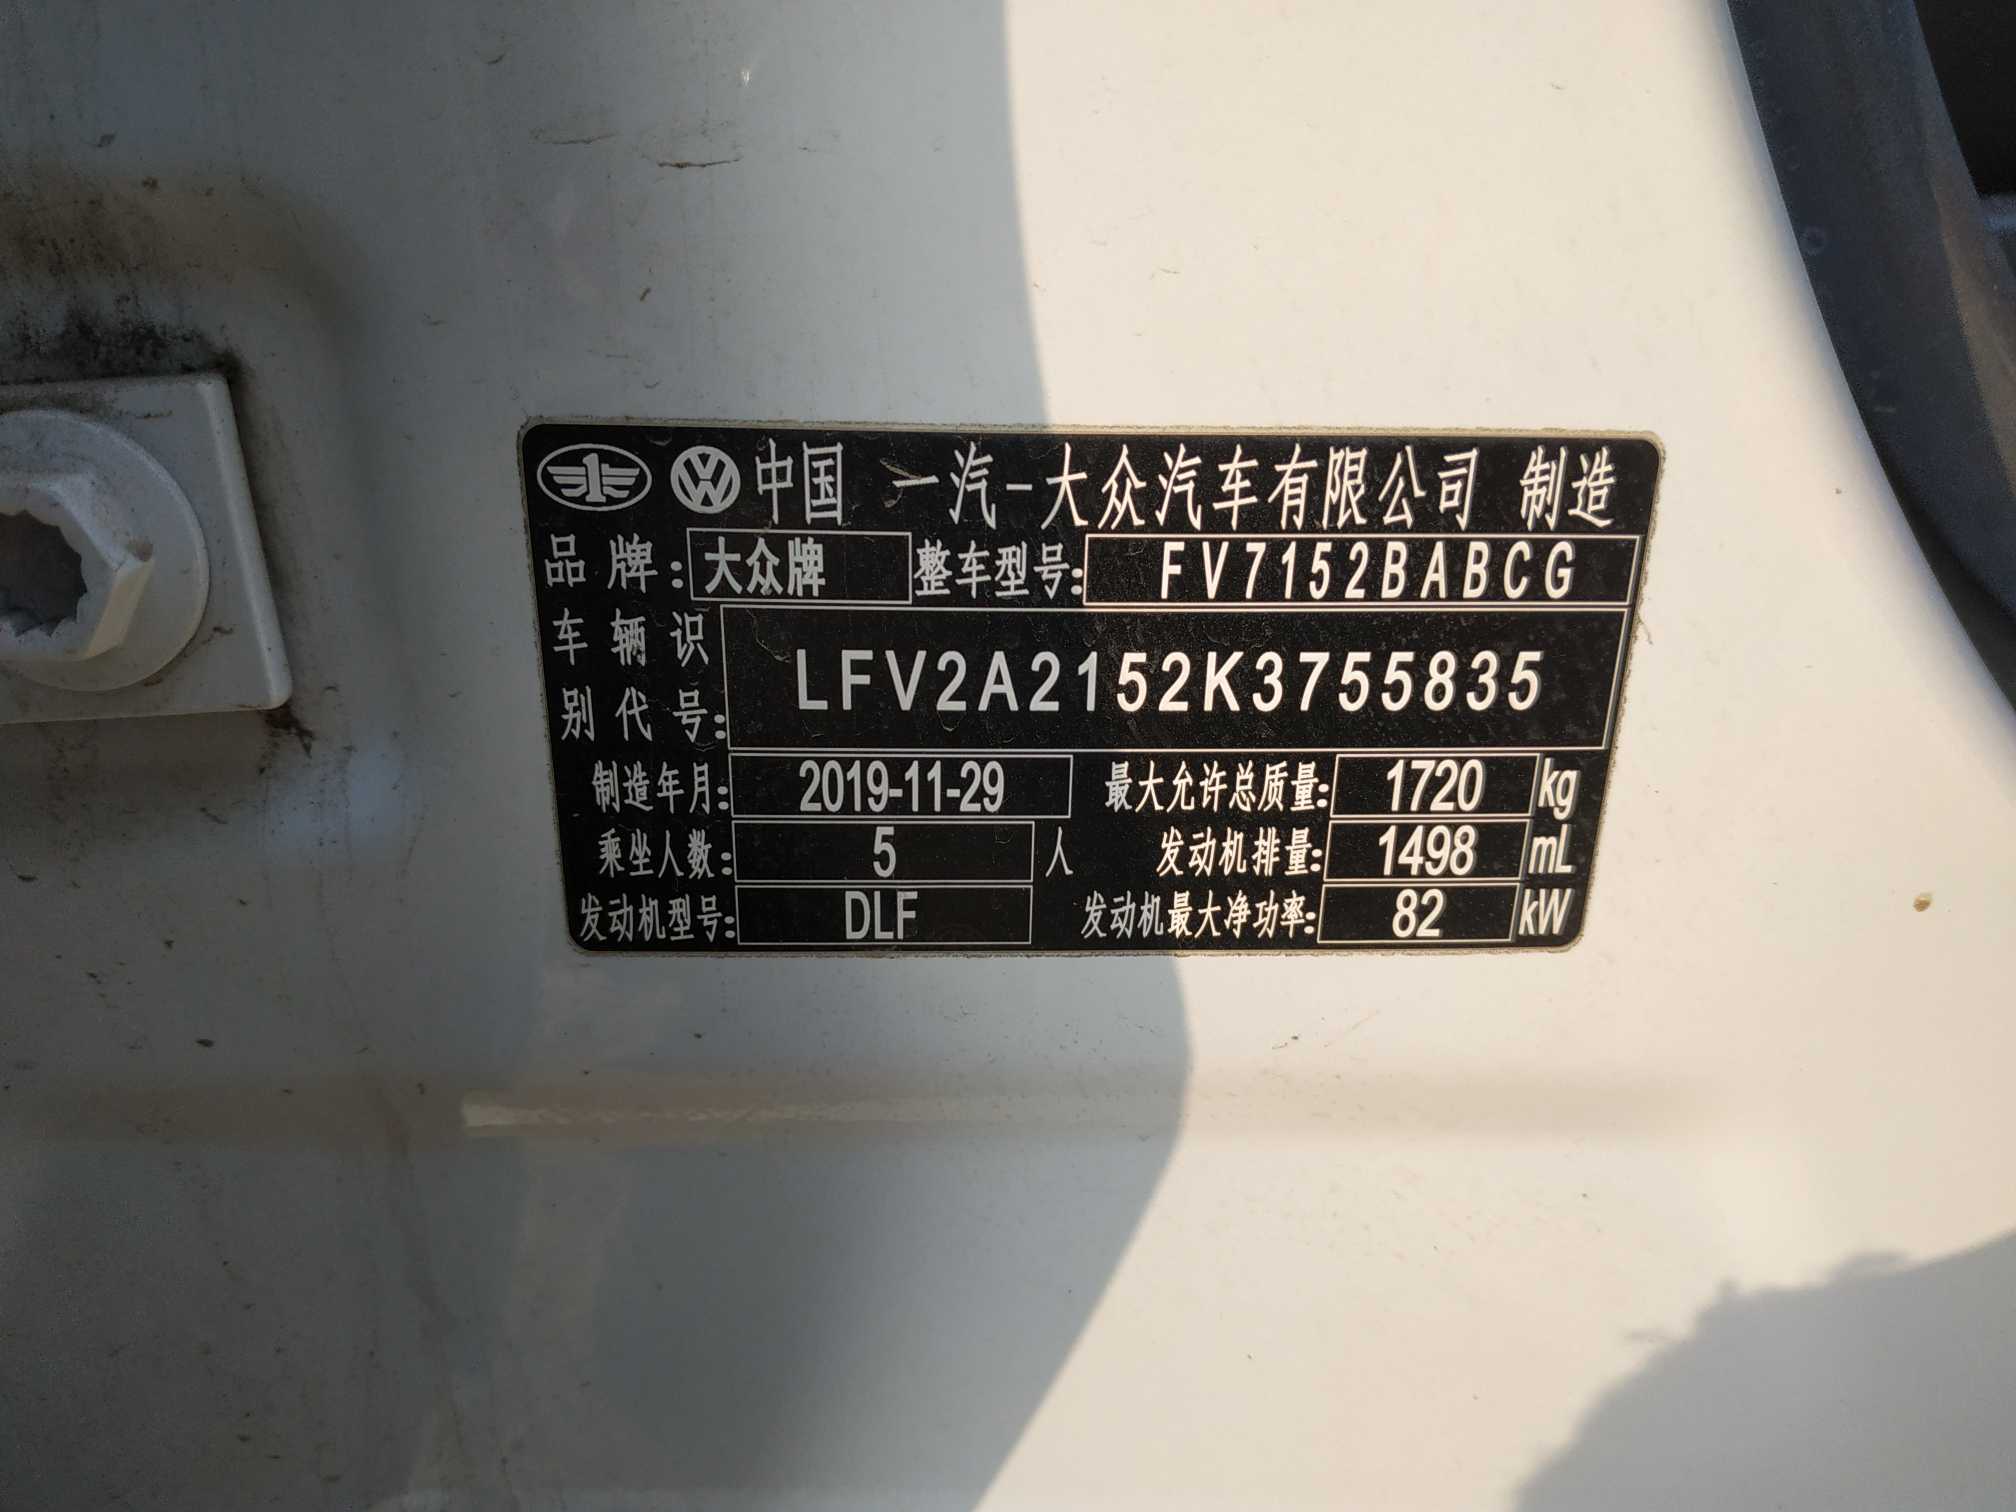 中国 一汽-大众汽车有限公司 制造
品牌: 大众牌 整车型号: FV7152BABCG
车辆识别代号: LFV2A2152K3755835
制造年月: 2019-11-29 最大允许总质量: 1720 kg
乘坐人数: 5 人 发动机排量: 1498 mL
发动机型号: DLF 发动机最大净功率: 82 kW